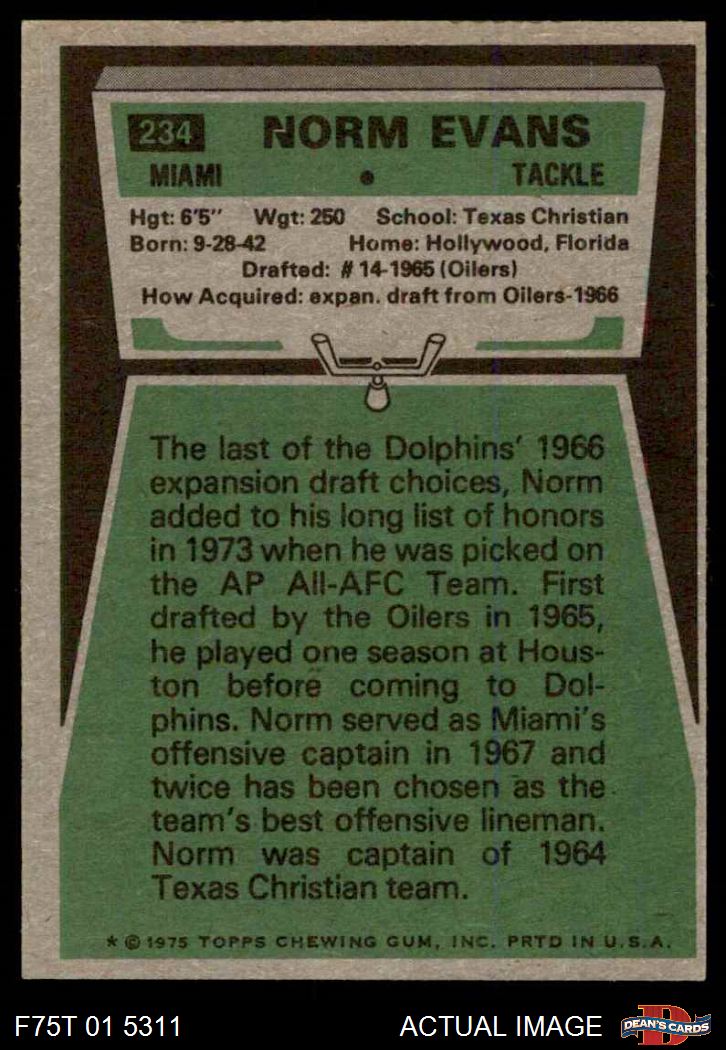 234 NORM EVANS
MIAMI • TACKLE
Hgt: 6'5" Wgt: 250 School: Texas Christian
Born: 9-28-42 Home: Hollywood, Florida
Drafted: # 14-1965 (Oilers)
How Acquired: expan. draft from Oilers-1966
The last of the Dolphins' 1966
expansion draft choices, Norm
added to his long list of honors
in 1973 when he was picked on
the AP All-AFC Team. First
drafted by the Oilers in 1965,
he played one season at Hous-
ton before coming to Dol-
phins. Norm served as Miami's
offensive captain in 1967 and
twice has been chosen as the
team's best offensive lineman.
Norm was captain of 1964
Texas Christian team.
* © 1975 TOPPS CHEWING GUM, INC. PRTD IN U.S.A.
F75T 01 5311 ACTUAL IMAGE D DEAN'S CARDS